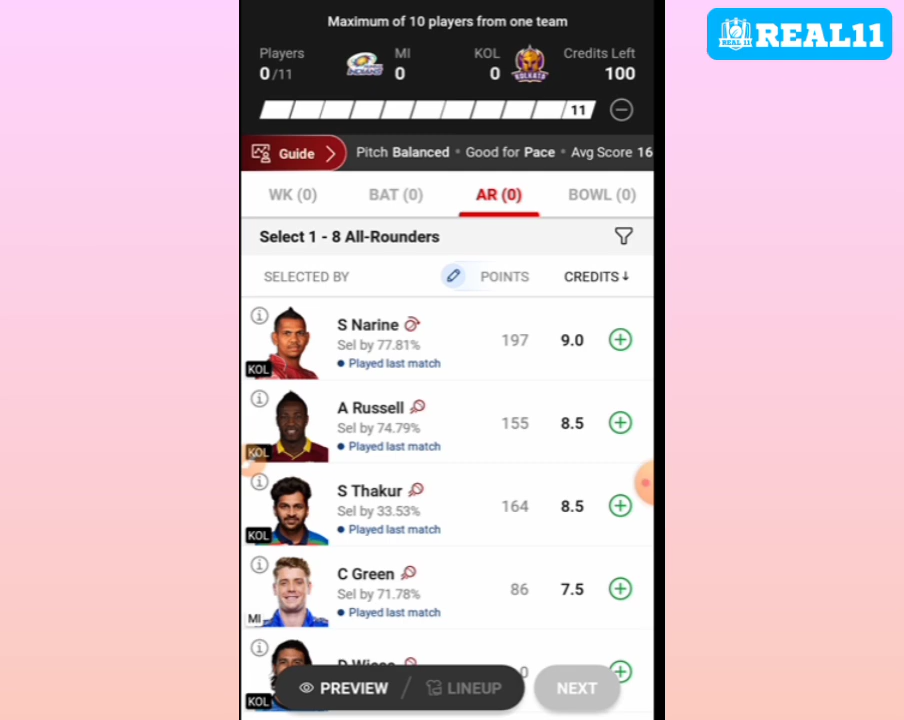 REAL 11
REAL11
Maximum of 10 players from one team
Players
0/11
MI
0
KOL
0
Credits Left
100
11
Guide
Pitch Balanced • Good for Pace • Avg Score 16
WK (0)
BAT (0)
AR (0)
BOWL (0)
Select 1 - 8 All-Rounders
SELECTED BY
POINTS
CREDITS↓
S Narine
Sel by 77.81%
Played last match
KOL
197
9.0
A Russell
Sel by 74.79%
Played last match
KOL
155
8.5
S Thakur
Sel by 33.53%
Played last match
KOL
164
8.5
C Green
Sel by 71.78%
Played last match
MI
86
7.5
KOL
0
PREVIEW
/
LINEUP
NEXT